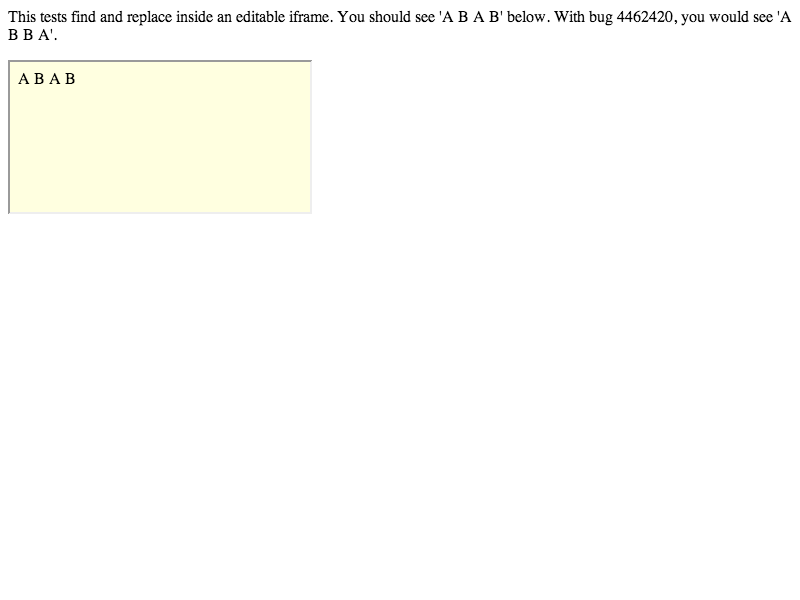 This tests find and replace inside an editable iframe. You should see 'A B A B' below. With bug 4462420, you would see 'A
B B A'.
A B A B